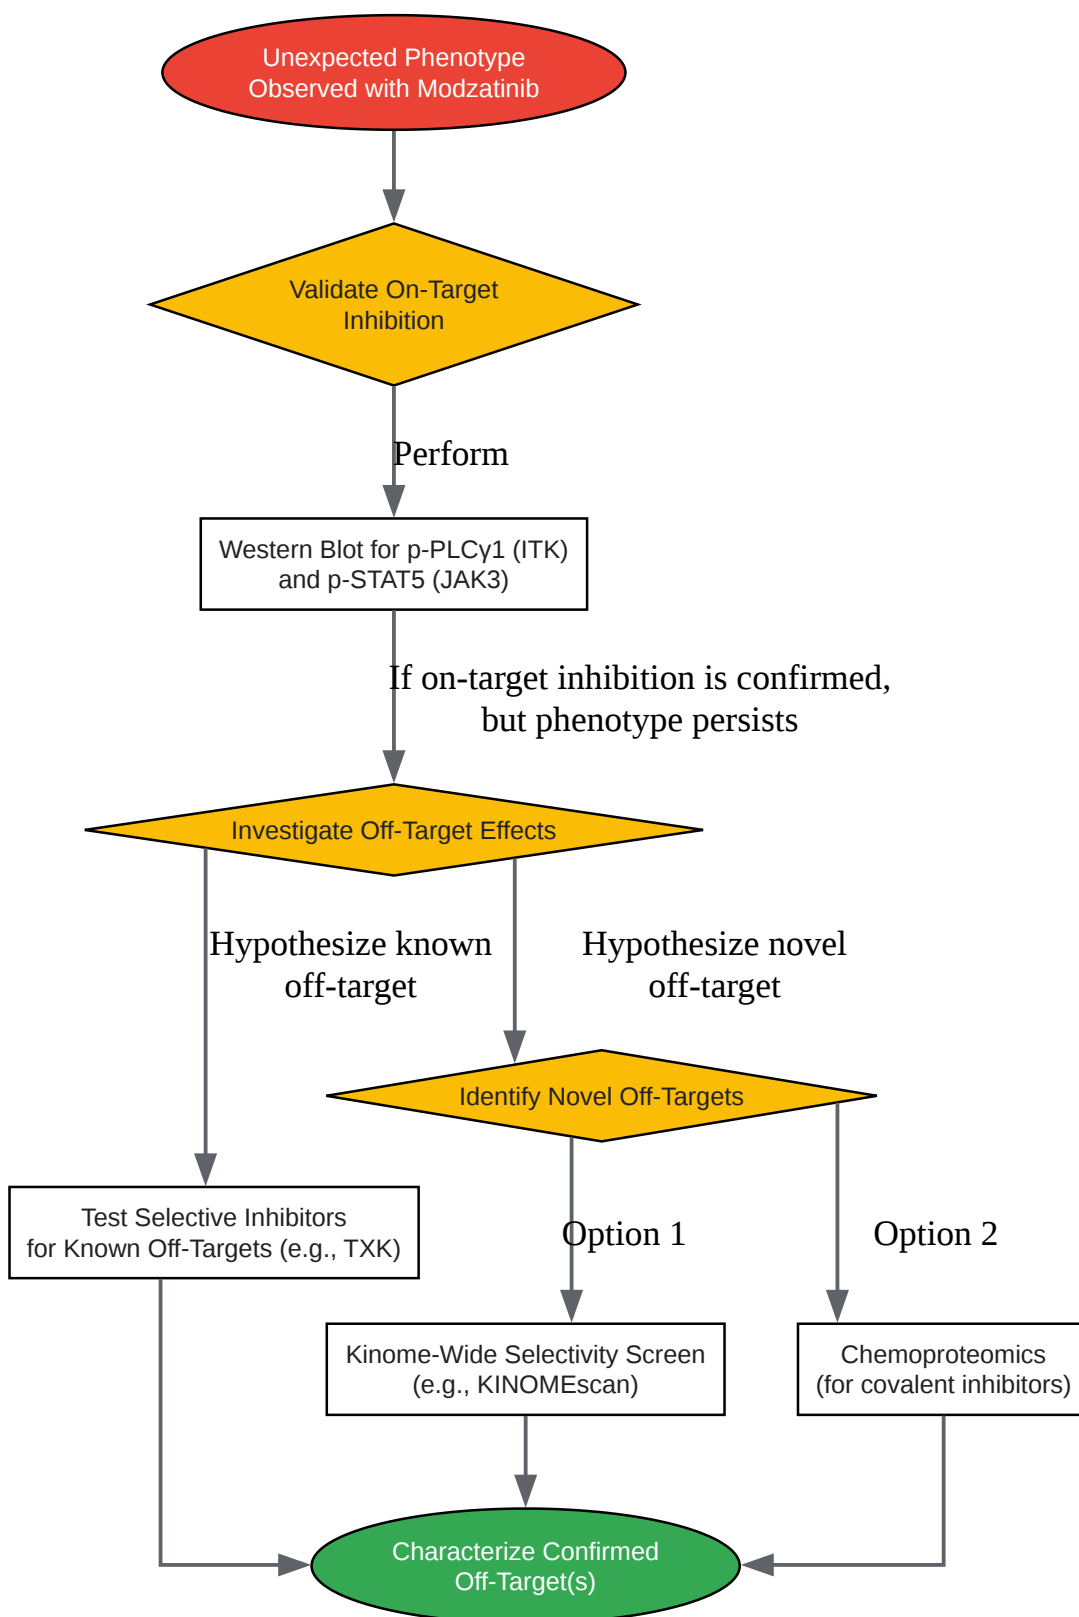 Unexpected Phenotype
Observed with Modzatinib
Validate On-Target
Inhibition
Perform
Western Blot for p-PLCγ1 (ITK)
and p-STAT5 (JAK3)
If on-target inhibition is confirmed,
but phenotype persists
Investigate Off-Target Effects
Hypothesize known
off-target
Hypothesize novel
off-target
Identify Novel Off-Targets
Test Selective Inhibitors
for Known Off-Targets (e.g., TXK)
Option 1
Option 2
Kinome-Wide Selectivity Screen
(e.g., KINOMEscan)
Chemoproteomics
(for covalent inhibitors)
Characterize Confirmed
Off-Target(s)